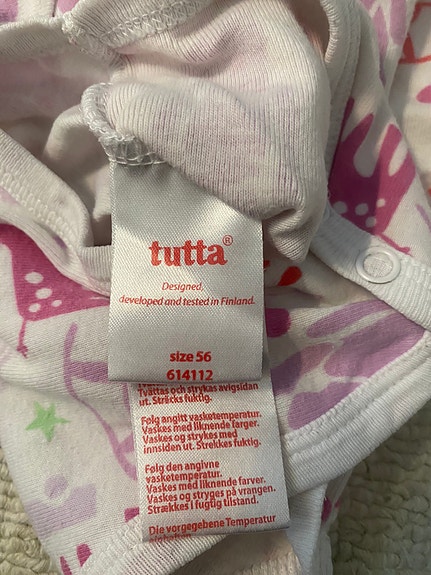 tutta®
Designed,
developed and tested in Finland.
size 56
614112
Tvättas och strykas avigsidan
ut. Sträcks fuktig.
Følg angitt vasketemperatur.
Vaskes med liknende farger.
Vaskes og strykes med
innsiden ut. Strekkes fuktig.
Følg den angivne
vasketemperatur.
Vaskes med lignende farver.
Vaskes og stryges på vrangen.
Strækkes i fugtig tilstand.
Die vorgegebene Temperatur